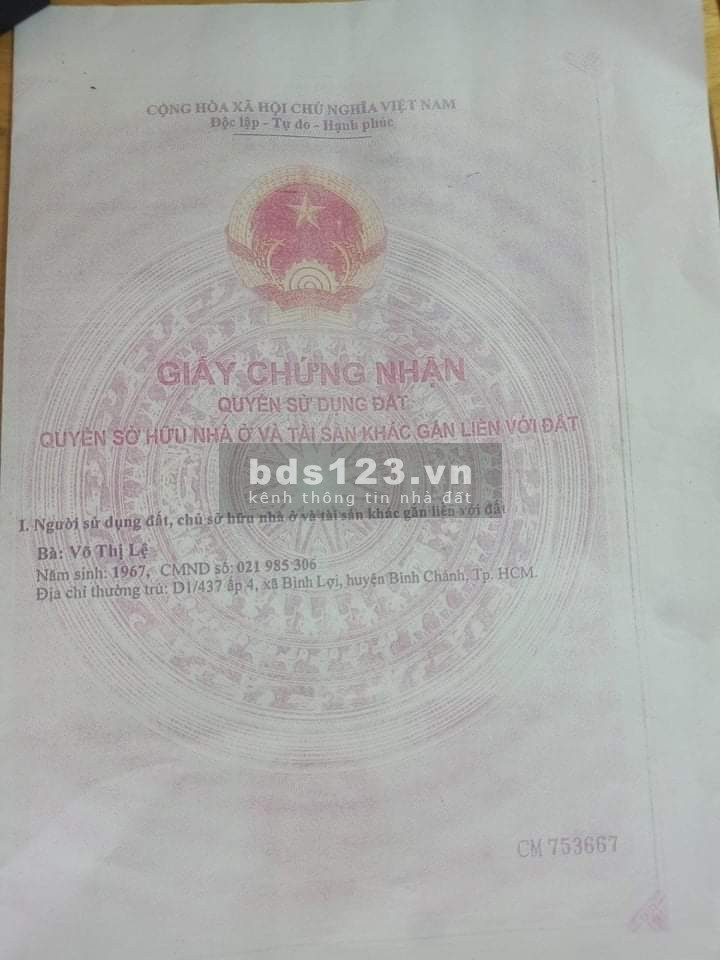 CỘNG HÒA XÃ HỘI CHỦ NGHĨA VIỆT NAM
Độc lập - Tự do - Hạnh phúc
GIẤY CHỨNG NHẬN
QUYỀN SỬ DỤNG ĐẤT
QUYỀN SỞ HỮU NHÀ Ở VÀ TÀI SẢN KHÁC GẮN LIỀN VỚI ĐẤT
bds123.vn
kênh thông tin nhà đất
I. Người sử dụng đất, chủ sở hữu nhà ở và tài sản khác gắn liền với đất
Bà: Võ Thị Lệ
Năm sinh: 1967, CMND số: 021 985 306
Địa chỉ thường trú: D1/437 ấp 4, xã Bình Lợi, huyện Bình Chánh, Tp. HCM.
CM 753667